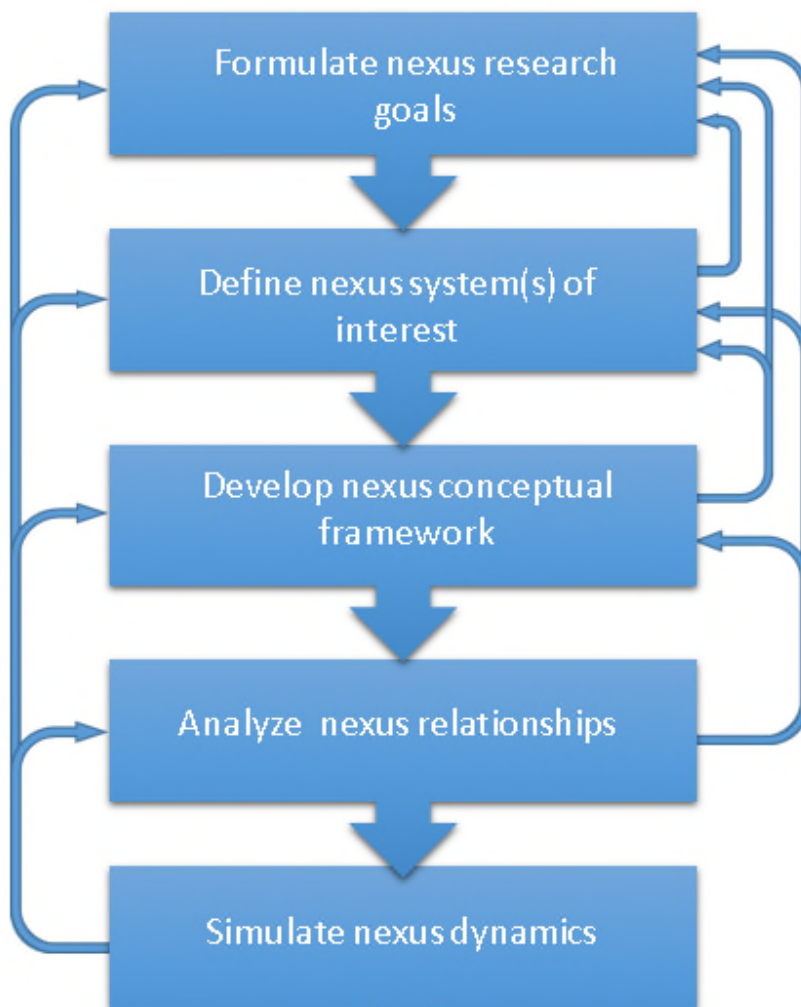 Formulate nexus research
goals
Define nexus system(s) of
interest
Develop nexus conceptual
framework
Analyze nexus relationships
Simulate nexus dynamics